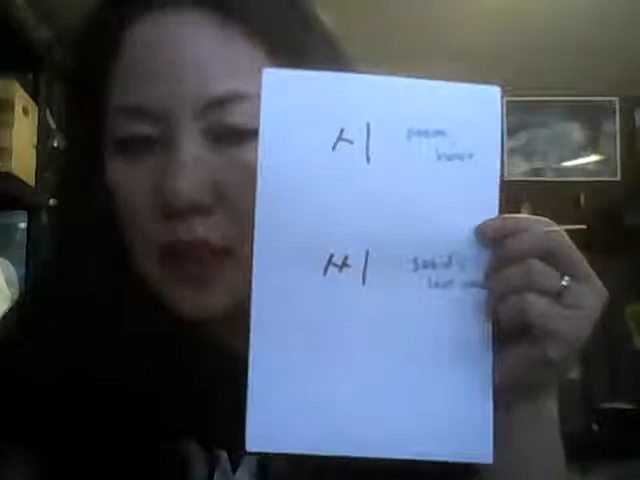 시 poem,
hour
씨 seed,